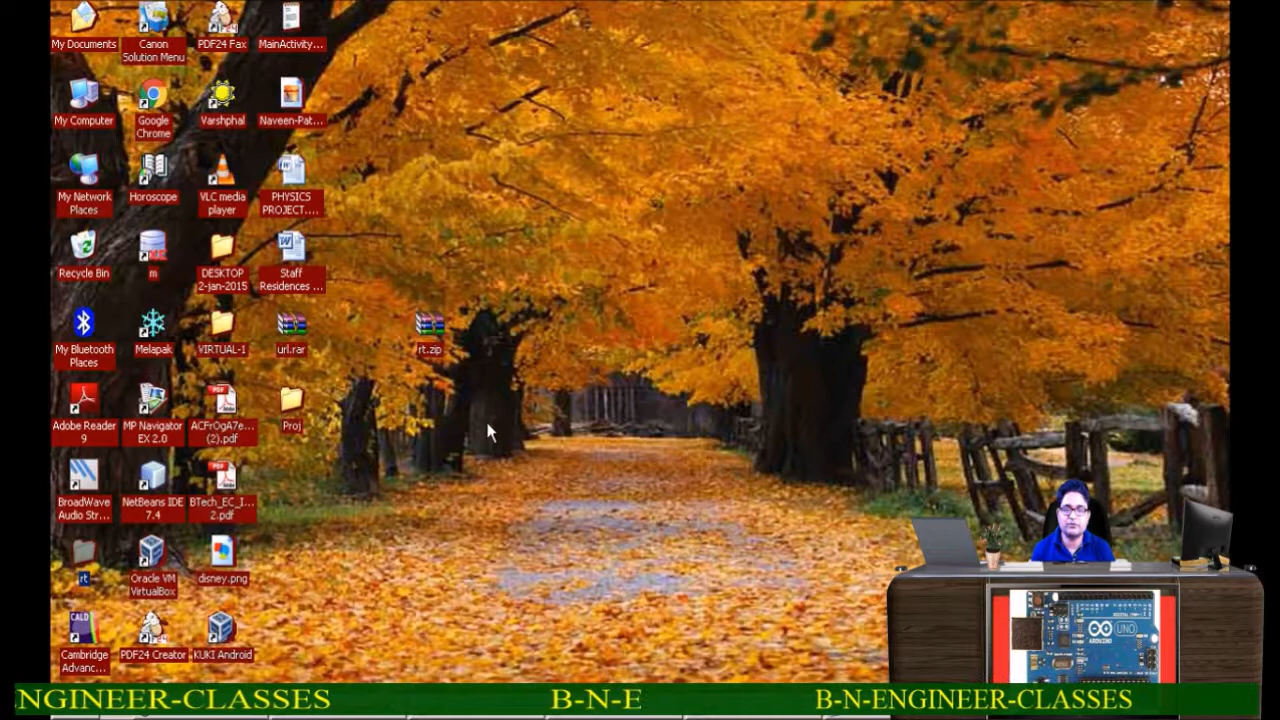 My Documents
Canon
Solution Menu
PDF24 Fax
MainActivity...
My Computer
Google
Chrome
Varshphal
Naveen-Pat...
My Network
Places
Horoscope
VLC media
player
PHYSICS
PROJECT....
Recycle Bin
m
DESKTOP
2-jan-2015
Staff
Residences ...
My Bluetooth
Places
Melapak
VIRTUAL-1
url.rar
rt.zip
Adobe Reader
9
MP Navigator
EX 2.0
ACFrOgA7e...
(2).pdf
Proj
BroadWave
Audio Str...
NetBeans IDE
7.4
BTech_EC_I...
2.pdf
rt
Oracle VM
VirtualBox
disney.png
CALD
Cambridge
Advanc...
PDF24 Creator
KUKI Android
UNO
ARDUINO
NGINEER-CLASSES
B-N-E
B-N-ENGINEER-CLASSES